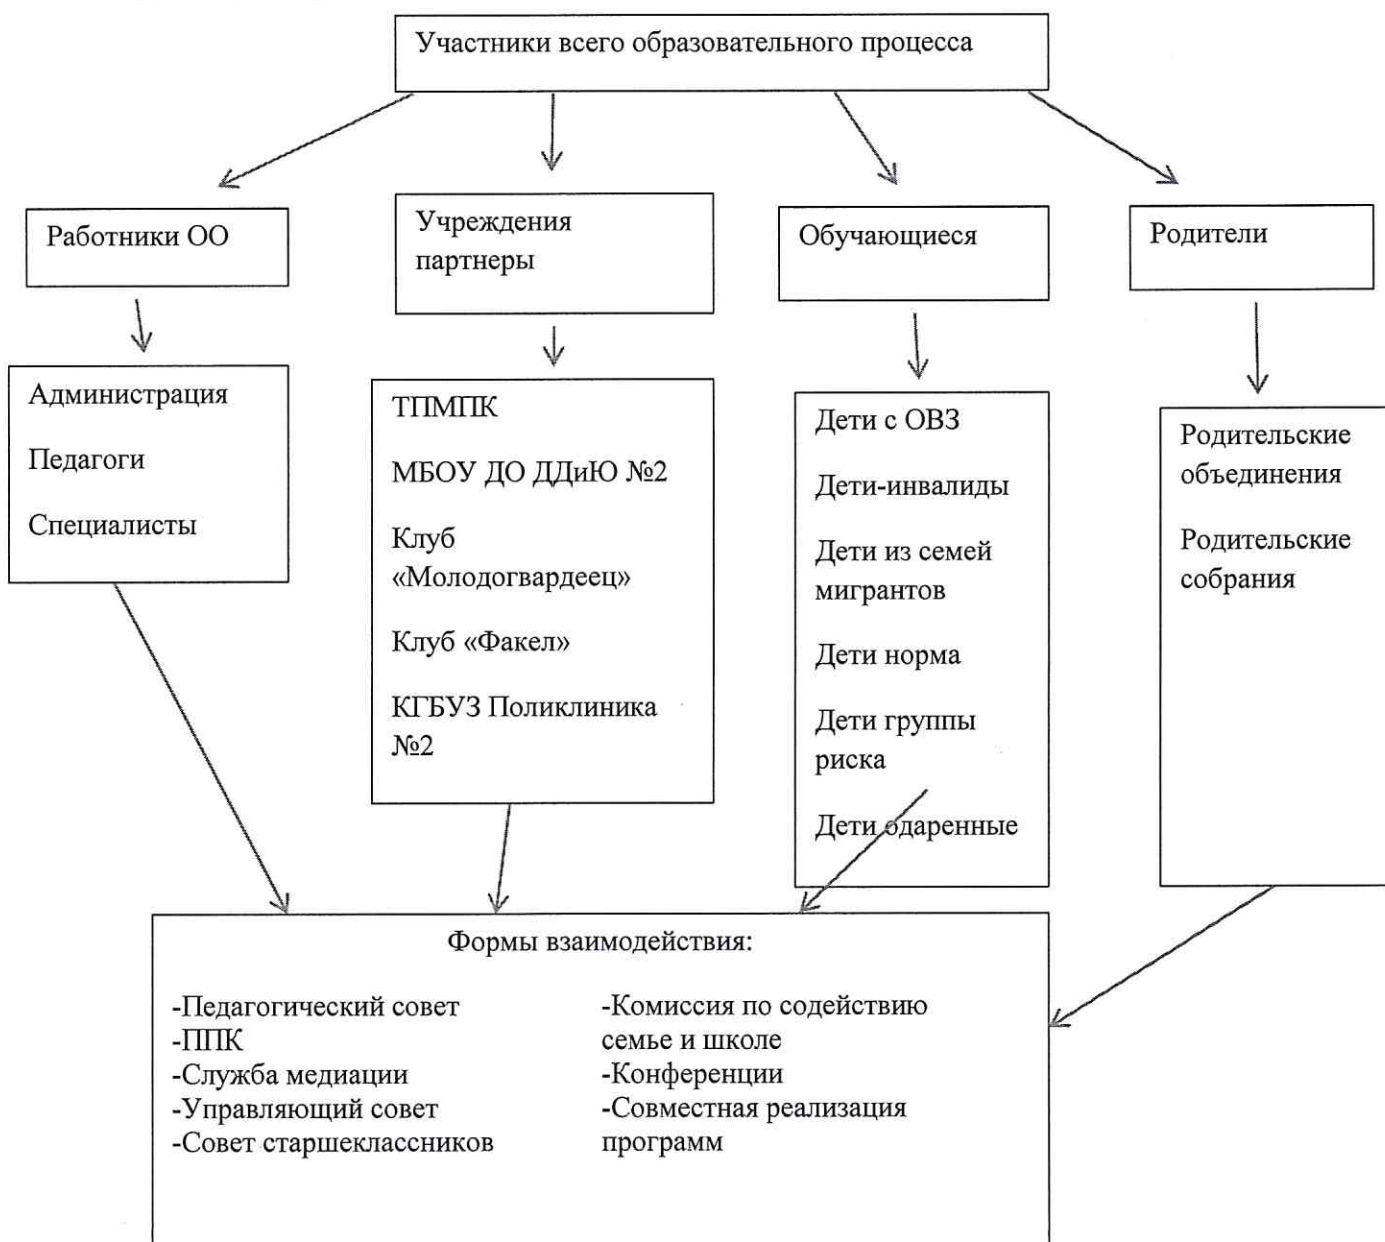 Участники всего образовательного процесса
Работники ОО
Учреждения
партнеры
Обучающиеся
Родители
Администрация
Педагоги
Специалисты
ТПМПК
МБОУ ДО ДДиЮ №2
Клуб
«Молодогвардеец»
Клуб «Факел»
КГБУЗ Поликлиника
№2
Дети с ОВЗ
Дети-инвалиды
Дети из семей
мигрантов
Дети норма
Дети группы
риска
Дети одаренные
Родительские
объединения
Родительские
собрания
Формы взаимодействия:
-Педагогический совет
-ППК
-Служба медиации
-Управляющий совет
-Совет старшеклассников
-Комиссия по содействию
семье и школе
-Конференции
-Совместная реализация
программ